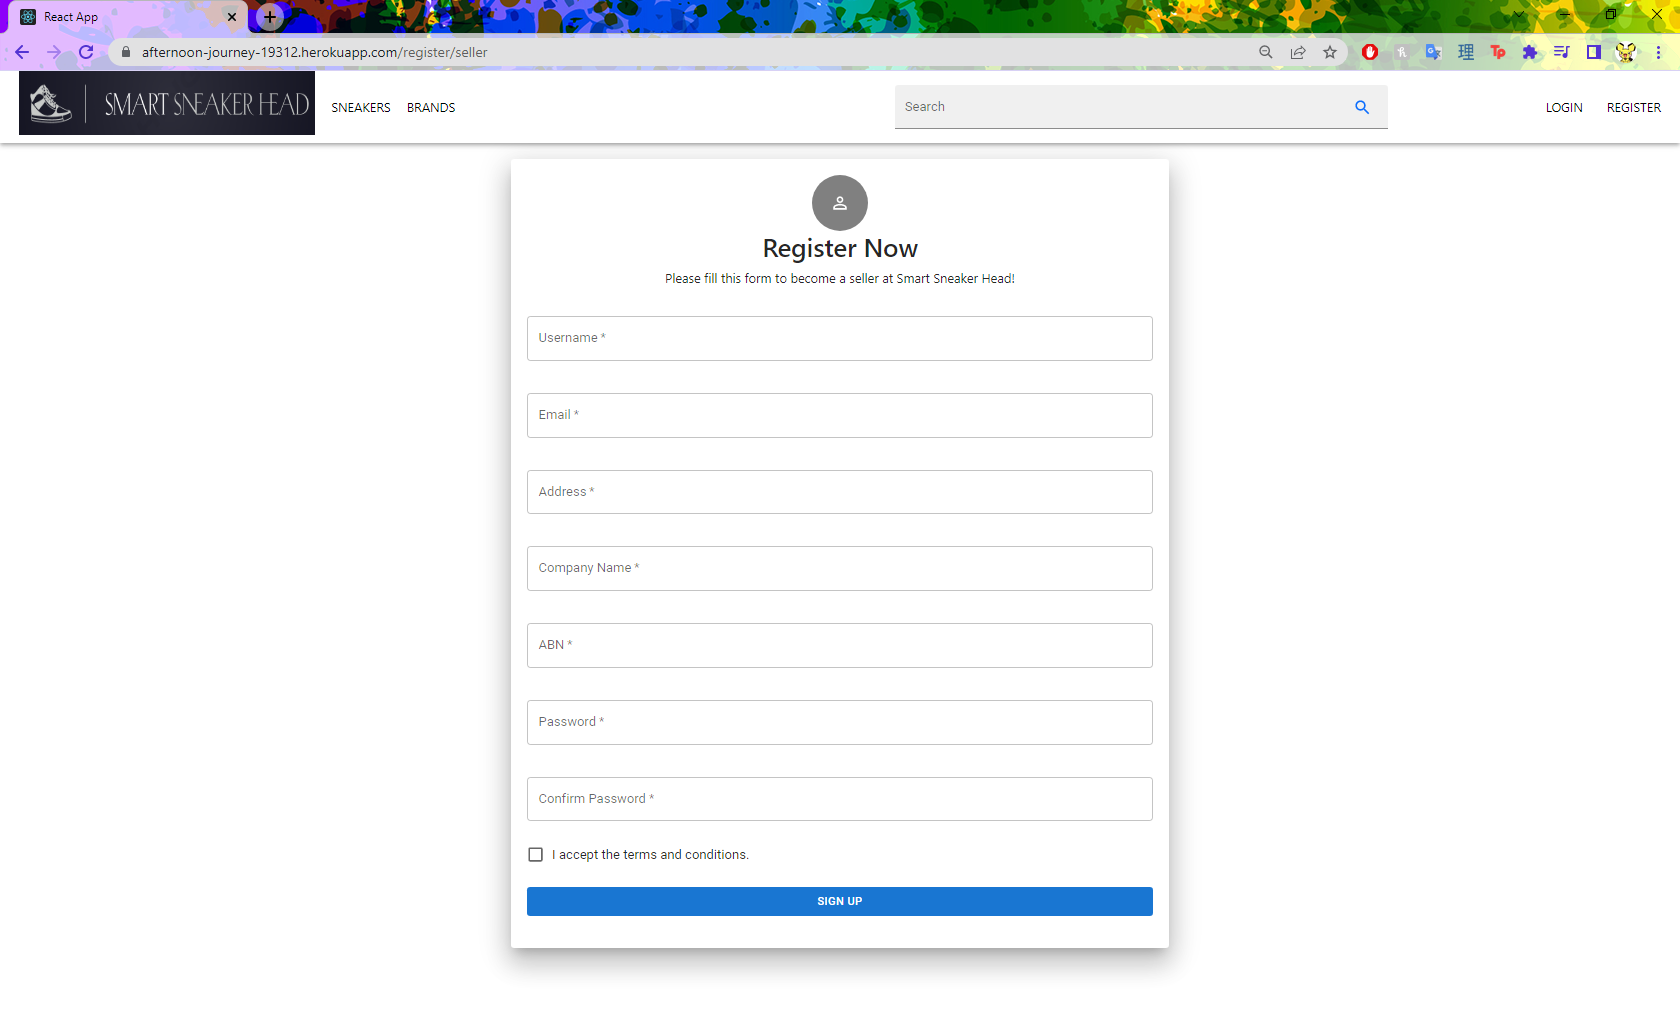 React App
afternoon-journey-19312.herokuapp.com/register/seller
SMART SNEAKER HEAD
SNEAKERS
BRANDS
Search
LOGIN
REGISTER
Register Now
Please fill this form to become a seller at Smart Sneaker Head!
Username *
Email *
Address *
Company Name *
ABN *
Password *
Confirm Password *
I accept the terms and conditions.
SIGN UP